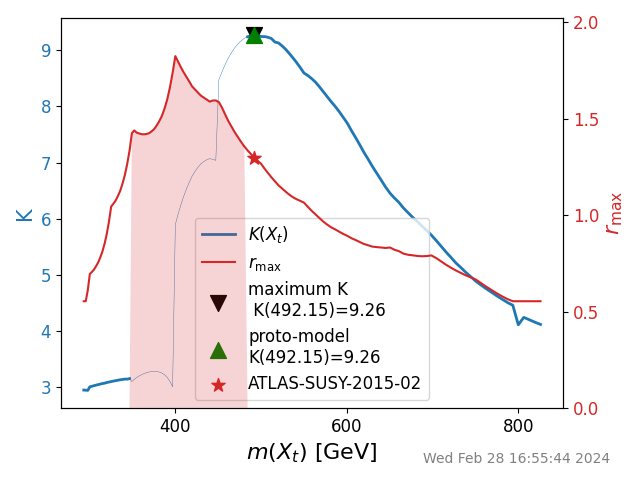 9
8
7
6
5
4
3
K
2.0
1.5
1.0
0.5
0.0
r_max
K(X_t)
r_max
maximum K
K(492.15)=9.26
proto-model
K(492.15)=9.26
ATLAS-SUSY-2015-02
400 600 800
m(X_t) [GeV]
Wed Feb 28 16:55:44 2024